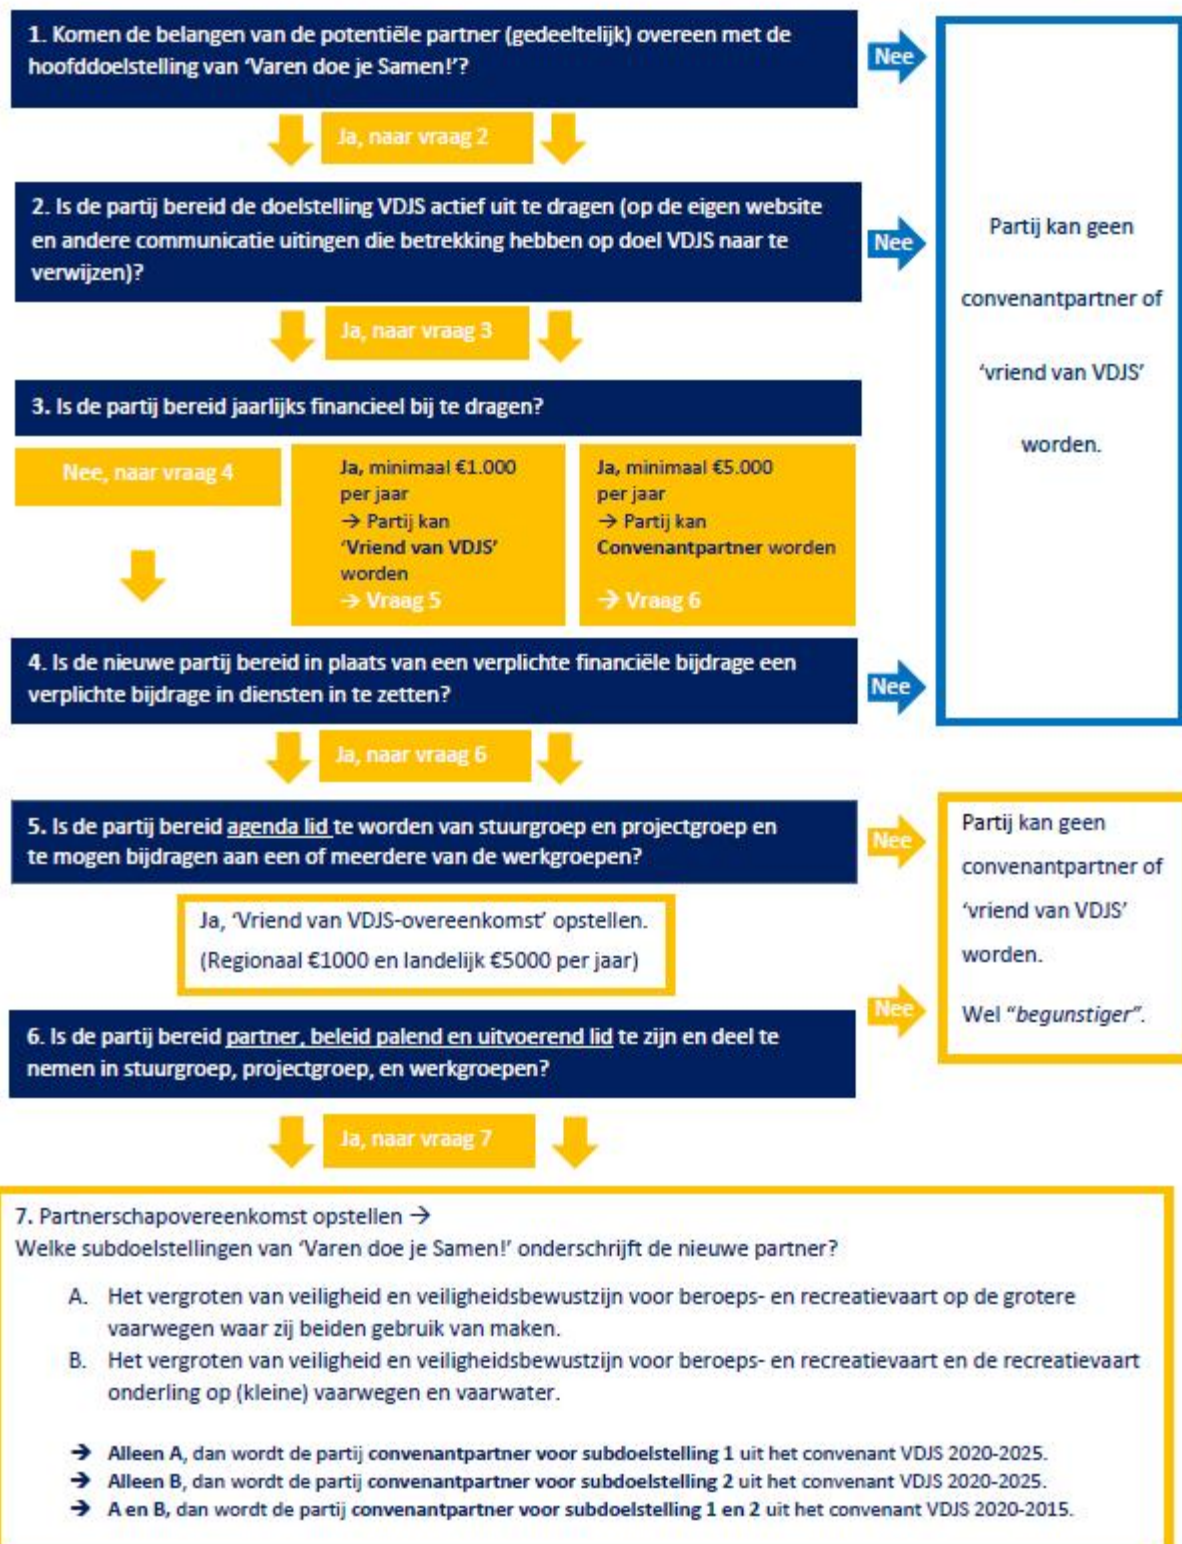 1. Komen de belangen van de potentiële partner (gedeeltelijk) overeen met de
hoofddoelstelling van ‘Varen doe je Samen!’?
Nee
Ja, naar vraag 2
2. Is de partij bereid de doelstelling VDJS actief uit te dragen (op de eigen website
en andere communicatie uitingen die betrekking hebben op doel VDJS naar te
verwijzen)?
Nee
Partij kan geen
convenantpartner of
‘vriend van VDJS’
worden.
Ja, naar vraag 3
3. Is de partij bereid jaarlijks financieel bij te dragen?
Nee, naar vraag 4
Ja, minimaal €1.000
per jaar
→ Partij kan
‘Vriend van VDJS’
worden
→ Vraag 5
Ja, minimaal €5.000
per jaar
→ Partij kan
Convenantpartner worden
→ Vraag 6
4. Is de nieuwe partij bereid in plaats van een verplichte financiële bijdrage een
verplichte bijdrage in diensten in te zetten?
Nee
Ja, naar vraag 6
5. Is de partij bereid agenda lid te worden van stuurgroep en projectgroep en
te mogen bijdragen aan een of meerdere van de werkgroepen?
Nee
Partij kan geen
convenantpartner of
‘vriend van VDJS’
worden.
Wel “begunstiger”.
Ja, ‘Vriend van VDJS-overeenkomst’ opstellen.
(Regionaal €1000 en landelijk €5000 per jaar)
Nee
6. Is de partij bereid partner, beleid palend en uitvoerend lid te zijn en deel te
nemen in stuurgroep, projectgroep, en werkgroepen?
Ja, naar vraag 7
7. Partnerschapovereenkomst opstellen →
Welke subdoelstellingen van ‘Varen doe je Samen!’ onderschrijft de nieuwe partner?
A. Het vergroten van veiligheid en veiligheidsbewustzijn voor beroeps- en recreatievaart op de grotere
vaarwegen waar zij beiden gebruik van maken.
B. Het vergroten van veiligheid en veiligheidsbewustzijn voor beroeps- en recreatievaart en de recreatievaart
onderling op (kleine) vaarwegen en vaarwater.
→ Alleen A, dan wordt de partij convenantpartner voor subdoelstelling 1 uit het convenant VDJS 2020-2025.
→ Alleen B, dan wordt de partij convenantpartner voor subdoelstelling 2 uit het convenant VDJS 2020-2025.
→ A en B, dan wordt de partij convenantpartner voor subdoelstelling 1 en 2 uit het convenant VDJS 2020-2015.